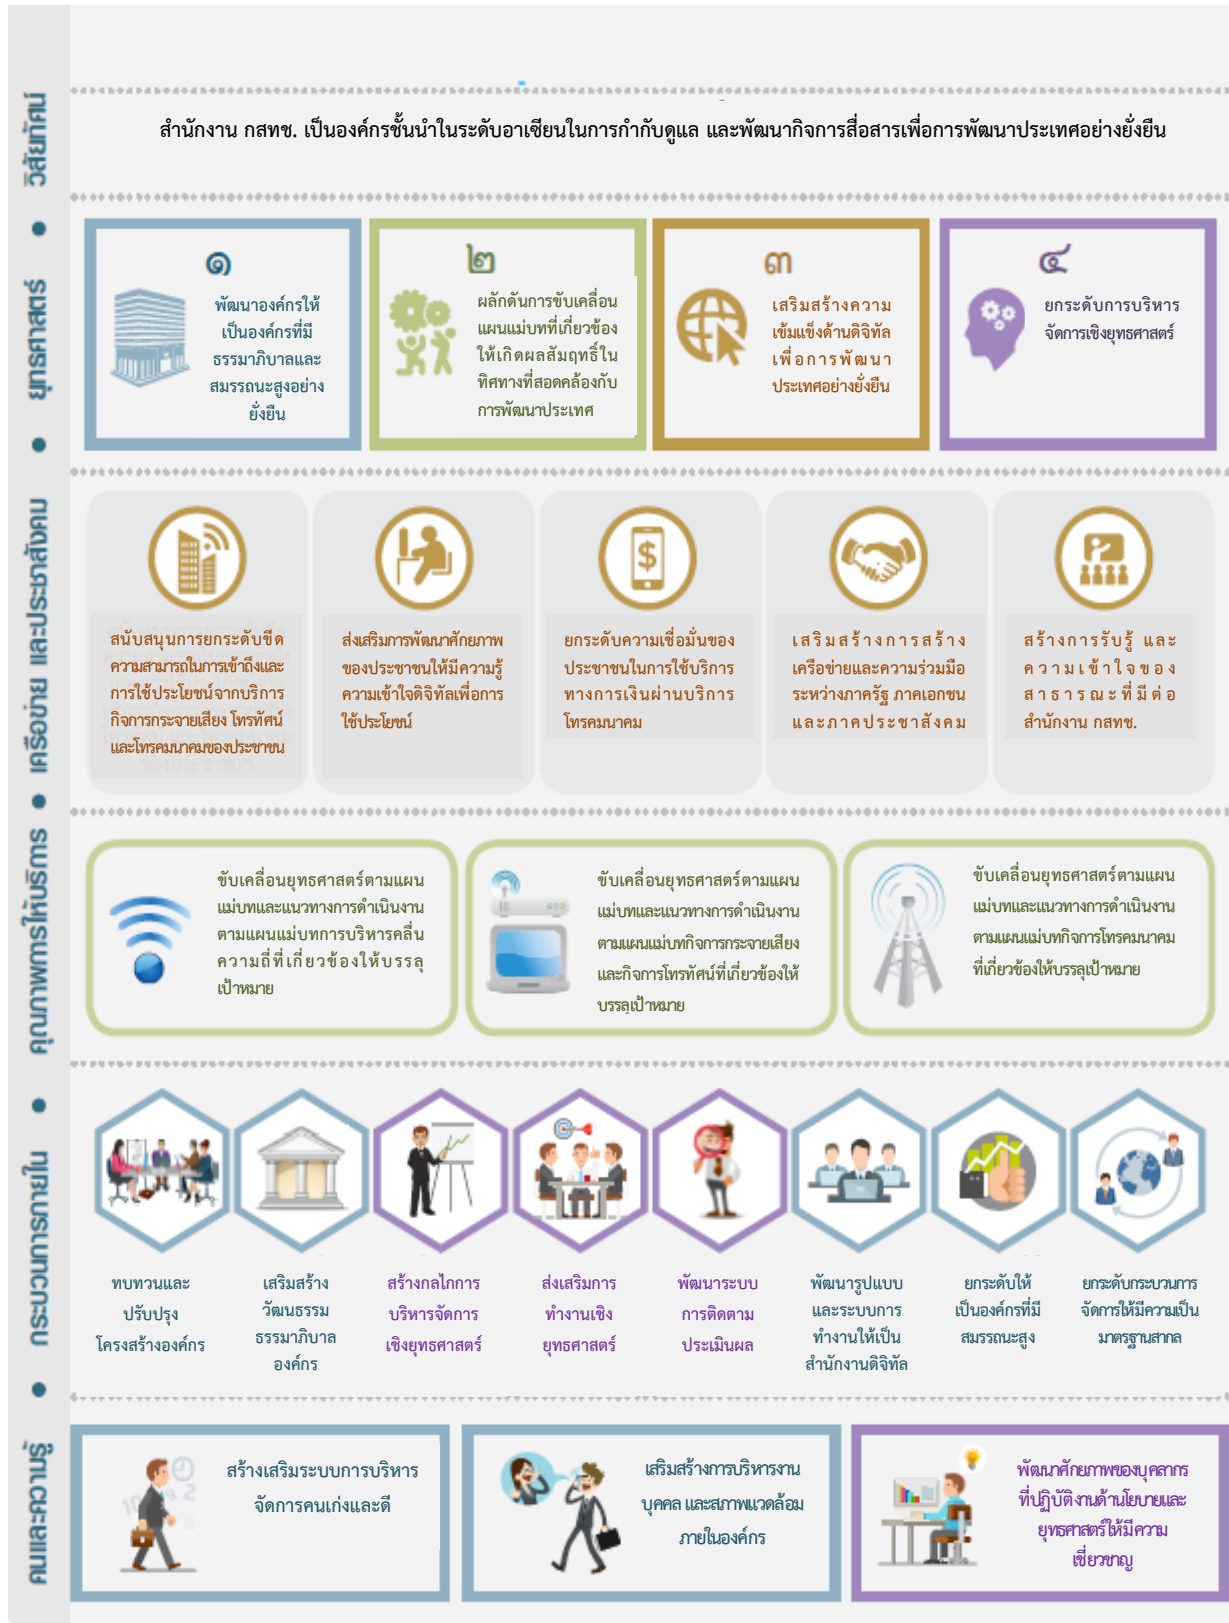 วิสัยทัศน์
สำนักงาน กสทช. เป็นองค์กรชั้นนำในระดับอาเซียนในการกำกับดูแล และพัฒนากิจการสื่อสารเพื่อการพัฒนาประเทศอย่างยั่งยืน
ยุทธศาสตร์
๑
พัฒนาองค์กรให้
เป็นองค์กรที่มี
ธรรมาภิบาลและ
สมรรถนะสูงอย่าง
ยั่งยืน
๒
ผลักดันการขับเคลื่อน
แผนแม่บทที่เกี่ยวข้อง
ให้เกิดผลสัมฤทธิ์ใน
ทิศทางที่สอดคล้องกับ
การพัฒนาประเทศ
๓
เสริมสร้างความ
เข้มแข็งด้านดิจิทัล
เพื่อการพัฒนา
ประเทศอย่างยั่งยืน
๔
ยกระดับการบริหาร
จัดการเชิงยุทธศาสตร์
เครือข่าย และประชาสังคม
สนับสนุนการยกระดับขีด
ความสามารถในการเข้าถึงและ
การใช้ประโยชน์จากบริการ
กิจการกระจายเสียง โทรทัศน์
และโทรคมนาคมของประชาชน
ส่งเสริมการพัฒนาศักยภาพ
ของประชาชนให้มีความรู้
ความเข้าใจดิจิทัลเพื่อการ
ใช้ประโยชน์
ยกระดับความเชื่อมั่นของ
ประชาชนในการใช้บริการ
ทางการเงินผ่านบริการ
โทรคมนาคม
เสริมสร้างการสร้าง
เครือข่ายและความร่วมมือ
ระหว่างภาครัฐ ภาคเอกชน
และภาคประชาสังคม
สร้างการรับรู้ และ
ความเข้าใจของ
สาธารณะที่มีต่อ
สำนักงาน กสทช.
คุณภาพการให้บริการ
ขับเคลื่อนยุทธศาสตร์ตามแผน
แม่บทและแนวทางการดำเนินงาน
ตามแผนแม่บทการบริหารคลื่น
ความถี่ที่เกี่ยวข้องให้บรรลุ
เป้าหมาย
ขับเคลื่อนยุทธศาสตร์ตามแผน
แม่บทและแนวทางการดำเนินงาน
ตามแผนแม่บทกิจการกระจายเสียง
และกิจการโทรทัศน์ที่เกี่ยวข้องให้
บรรลุเป้าหมาย
ขับเคลื่อนยุทธศาสตร์ตามแผน
แม่บทและแนวทางการดำเนินงาน
ตามแผนแม่บทกิจการโทรคมนาคม
ที่เกี่ยวข้องให้บรรลุเป้าหมาย
กระบวนการภายใน
ทบทวนและ
ปรับปรุง
โครงสร้างองค์กร
เสริมสร้าง
วัฒนธรรม
ธรรมาภิบาล
องค์กร
สร้างกลไกการ
บริหารจัดการ
เชิงยุทธศาสตร์
ส่งเสริมการ
ทำงานเชิง
ยุทธศาสตร์
พัฒนาระบบ
การติดตาม
ประเมินผล
พัฒนารูปแบบ
และระบบการ
ทำงานให้เป็น
สำนักงานดิจิทัล
ยกระดับให้
เป็นองค์กรที่มี
สมรรถนะสูง
ยกระดับกระบวนการ
จัดการให้มีความเป็น
มาตรฐานสากล
คนและความรู้
สร้างเสริมระบบการบริหาร
จัดการคนเก่งและดี
เสริมสร้างการบริหารงาน
บุคคล และสภาพแวดล้อม
ภายในองค์กร
พัฒนาศักยภาพของบุคลากร
ที่ปฏิบัติงานด้านนโยบายและ
ยุทธศาสตร์ให้มีความ
เชี่ยวชาญ